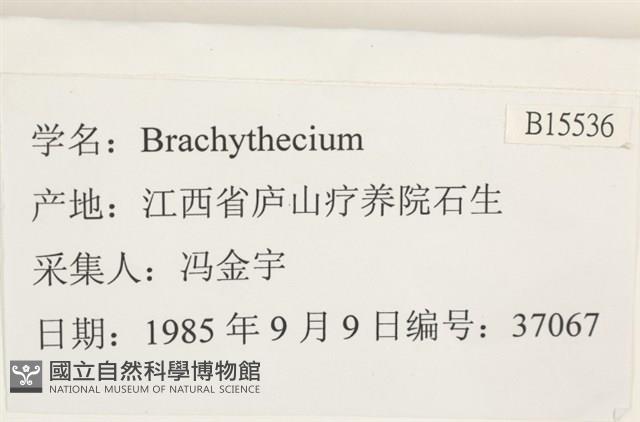 B15536
学名：Brachythecium
产地：江西省庐山疗养院石生
采集人：冯金宇
日期：1985 年 9 月 9 日编号：37067
國立自然科學博物館
NATIONAL MUSEUM OF NATURAL SCIENCE